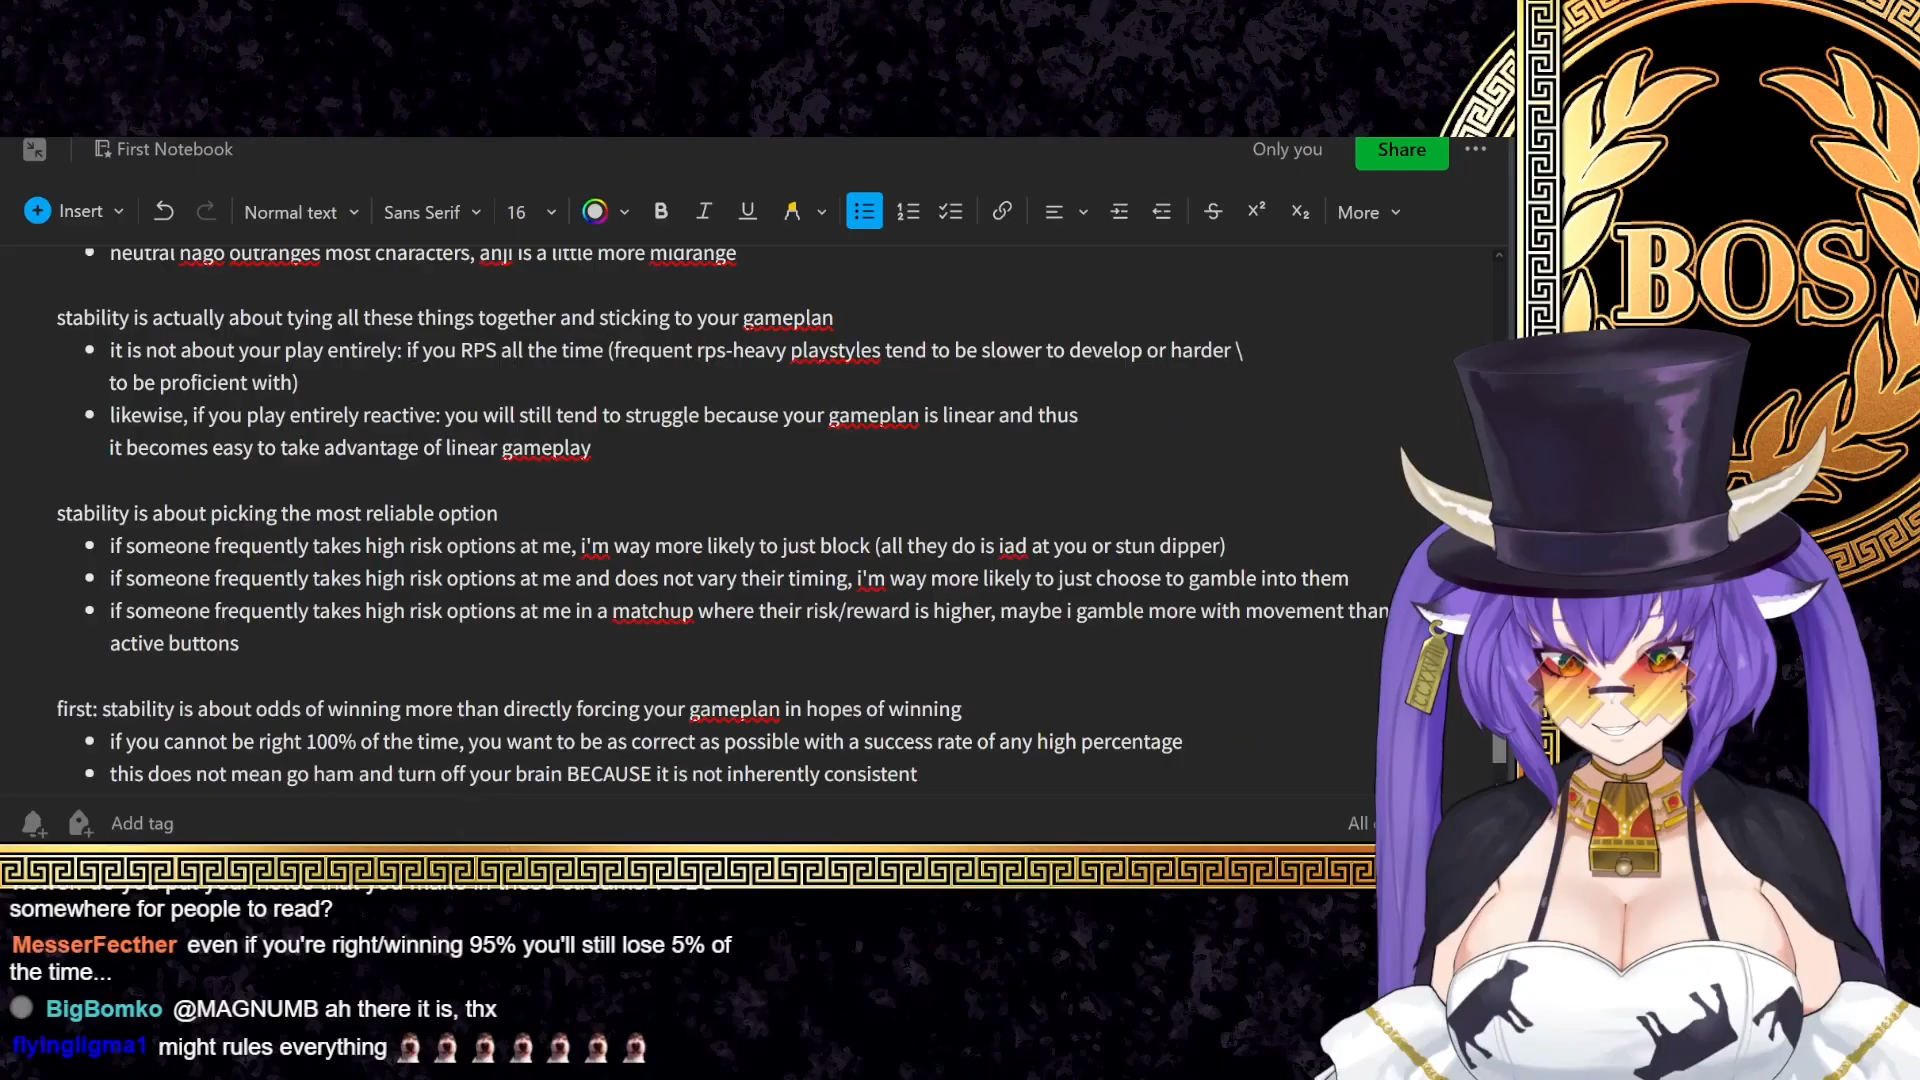 First Notebook
Only you
Share
Insert
Normal text
Sans Serif
16
B
I
U
More
neutral nago outranges most characters, anji is a little more midrange
stability is actually about tying all these things together and sticking to your gameplan
it is not about your play entirely: if you RPS all the time (frequent rps-heavy playstyles tend to be slower to develop or harder \
to be proficient with)
likewise, if you play entirely reactive: you will still tend to struggle because your gameplan is linear and thus
it becomes easy to take advantage of linear gameplay
stability is about picking the most reliable option
if someone frequently takes high risk options at me, i'm way more likely to just block (all they do is jad at you or stun dipper)
if someone frequently takes high risk options at me and does not vary their timing, i'm way more likely to just choose to gamble into them
if someone frequently takes high risk options at me in a matchup where their risk/reward is higher, maybe i gamble more with movement than
active buttons
first: stability is about odds of winning more than directly forcing your gameplan in hopes of winning
if you cannot be right 100% of the time, you want to be as correct as possible with a success rate of any high percentage
this does not mean go ham and turn off your brain BECAUSE it is not inherently consistent
Add tag
All
somewhere for people to read?
MesserFecther even if you're right/winning 95% you'll still lose 5% of
the time...
BigBomko @MAGNUMB ah there it is, thx
flyingligma1 might rules everything
BOS
CCXXVIII